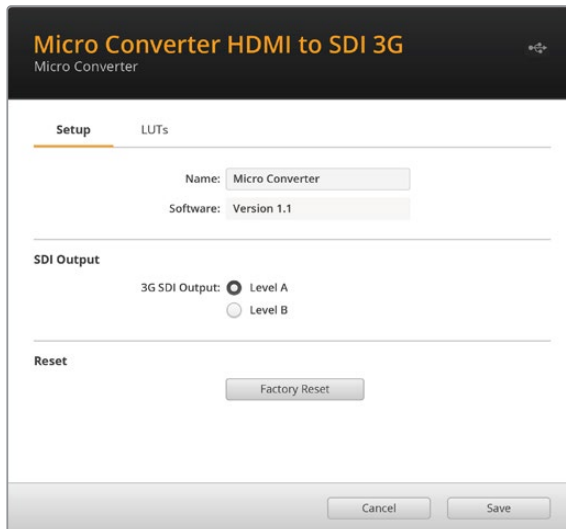 Micro Converter HDMI to SDI 3G
Micro Converter
Setup LUTs
Name: Micro Converter
Software: Version 1.1
SDI Output
3G SDI Output: Level A
Level B
Reset
Factory Reset
Cancel Save